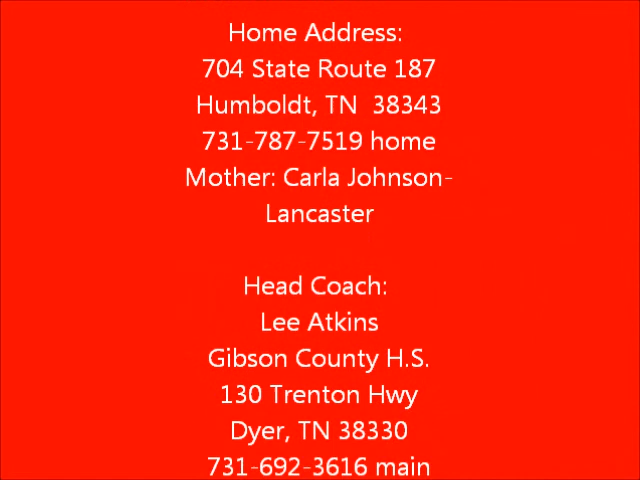 Home Address:
704 State Route 187
Humboldt, TN  38343
731-787-7519 home
Mother: Carla Johnson-
Lancaster
Head Coach:
Lee Atkins
Gibson County H.S.
130 Trenton Hwy
Dyer, TN 38330
731-692-3616 main